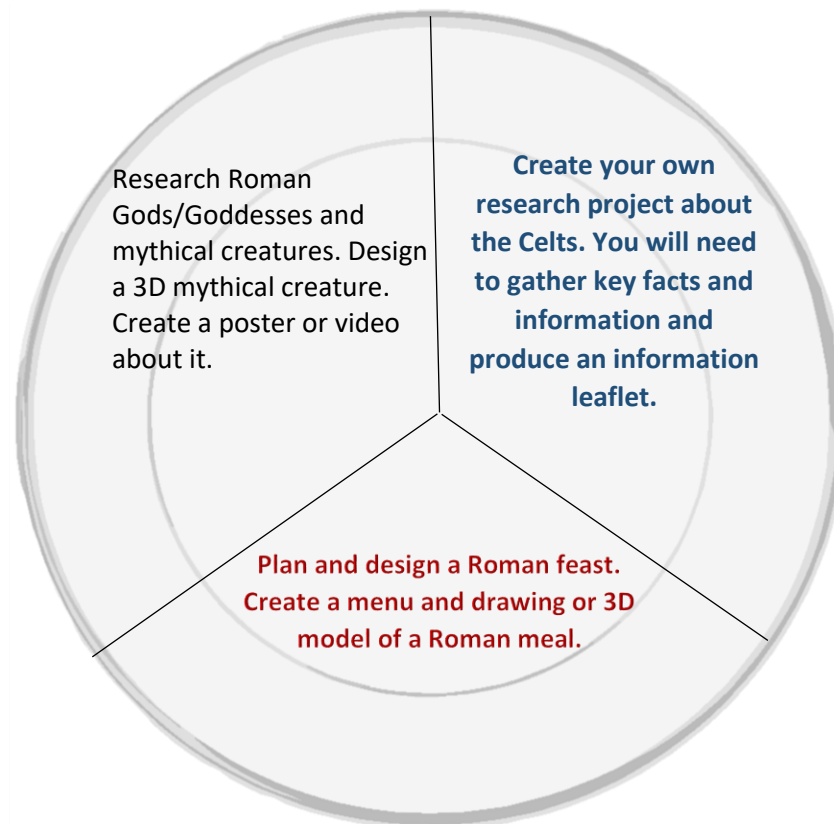 Research Roman
Gods/Goddesses and
mythical creatures. Design
a 3D mythical creature.
Create a poster or video
about it.
Create your own
research project about
the Celts. You will need
to gather key facts and
information and
produce an information
leaflet.
Plan and design a Roman feast.
Create a menu and drawing or 3D
model of a Roman meal.